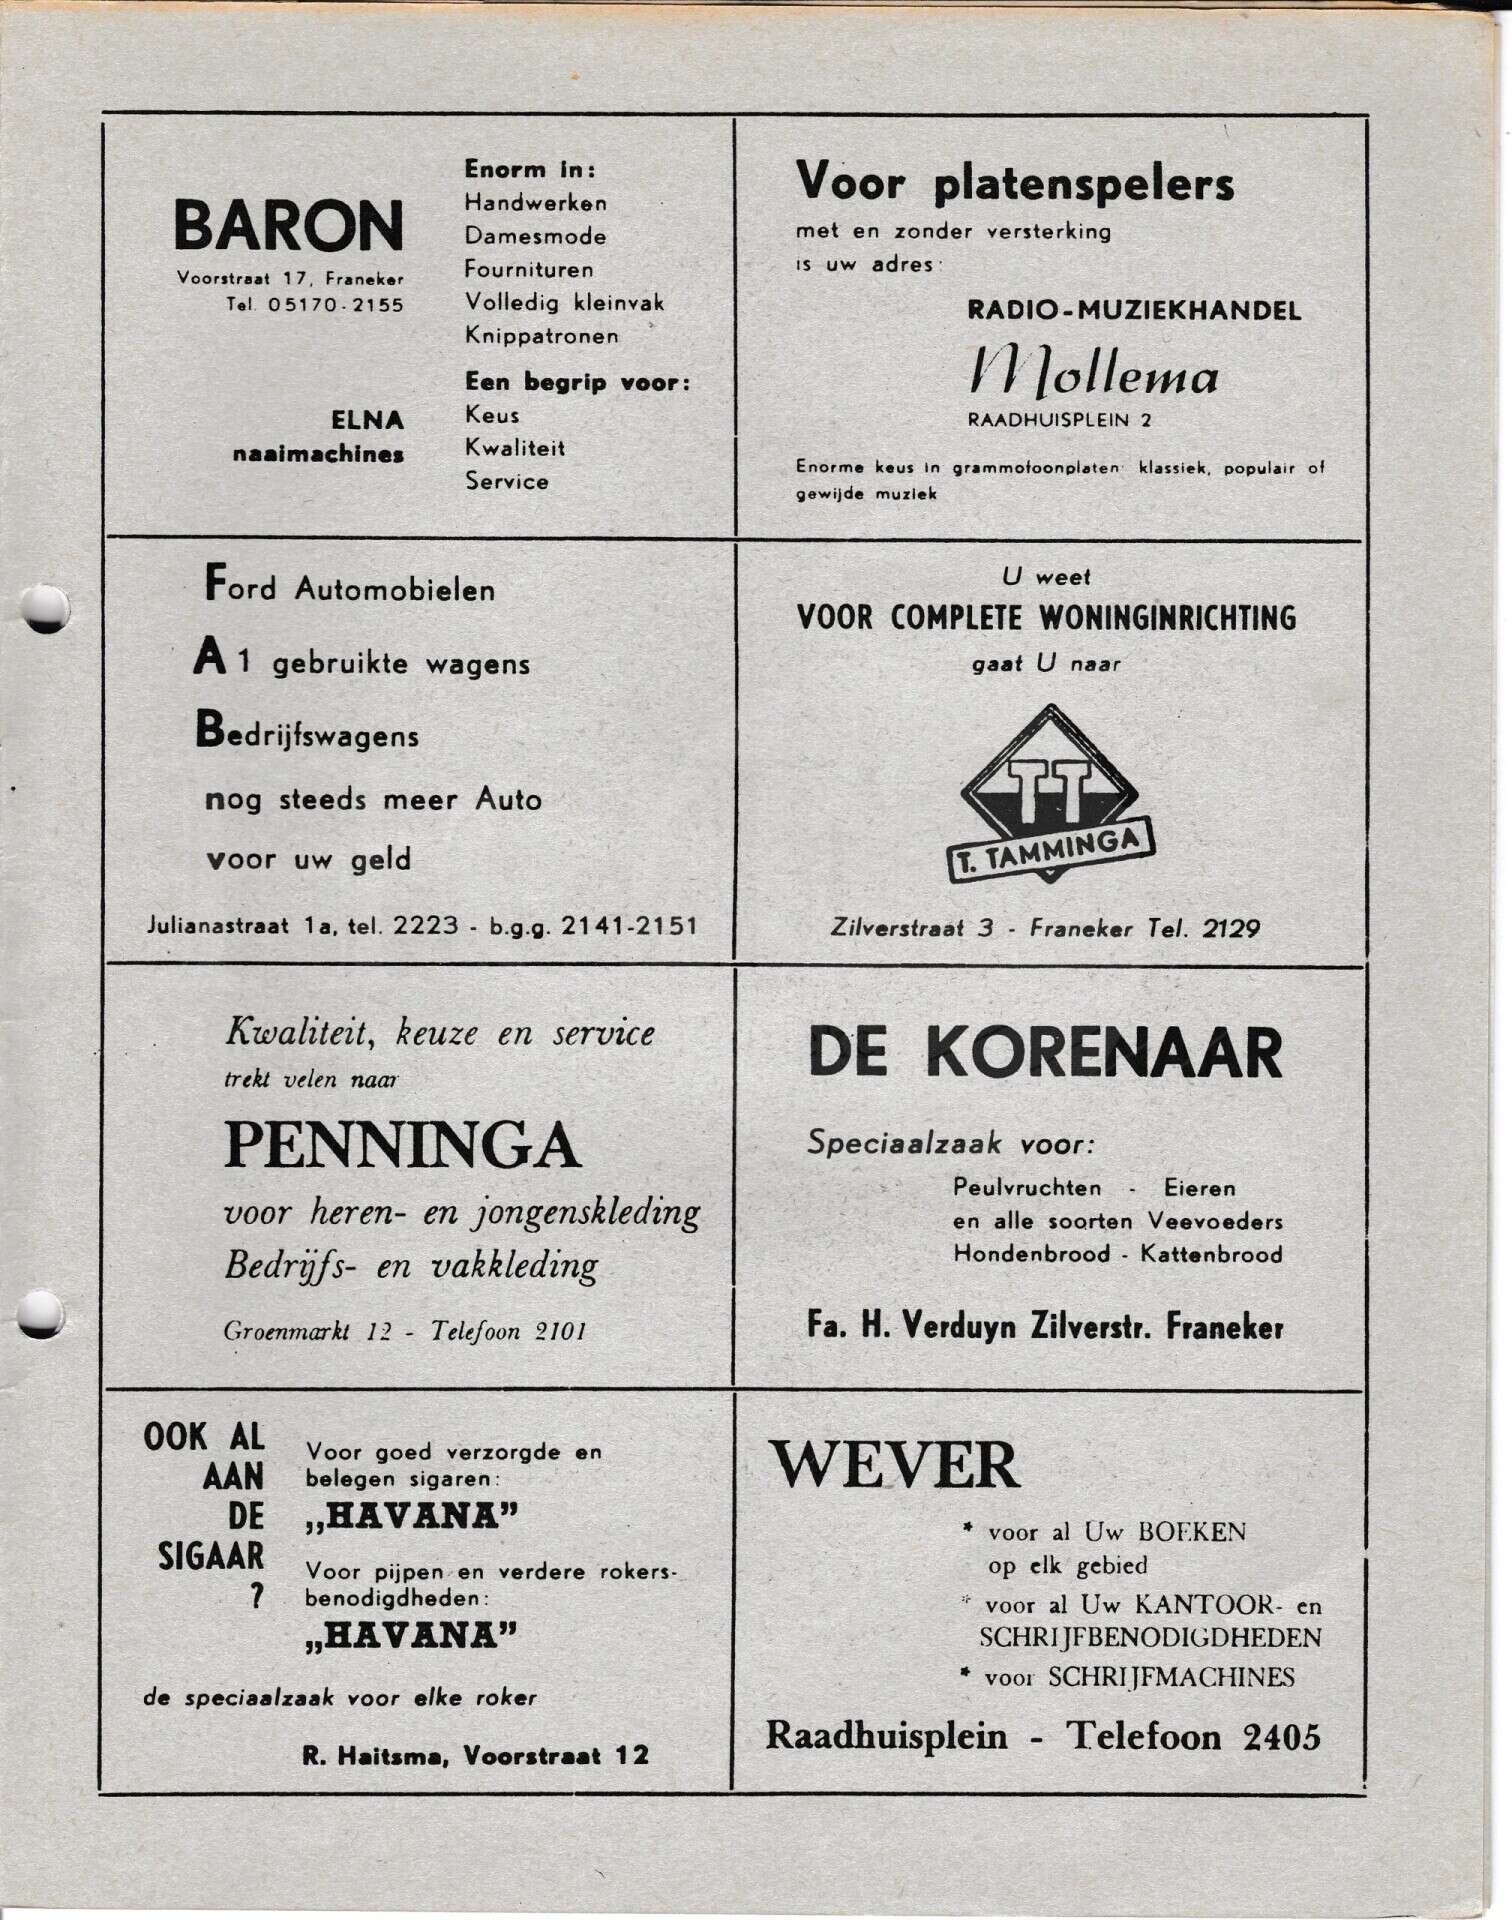 BARON
Voorstraat 17, Franeker
Tel. 05170-2155
ELNA
naaimachines
Enorm in:
Handwerken
Damesmode
Fournituren
Volledig kleinvak
Knippatronen
Een begrip voor:
Keus
Kwaliteit
Service
Voor platenspelers
met en zonder versterking
is uw adres:
RADIO-MUZIEKHANDEL
Mollema
RAADHUISPLEIN 2
Enorme keus in grammofoonplaten: klassiek, populair of
gewijde muziek
Ford Automobielen
A1 gebruikte wagens
Bedrijfswagens
nog steeds meer Auto
voor uw geld
Julianastraat 1a, tel. 2223 - b.g.g. 2141-2151
U weet
VOOR COMPLETE WONINGINRICHTING
gaat U naar
TT
T. TAMMINGA
Zilverstraat 3 - Franeker Tel. 2129
Kwaliteit, keuze en service
trekt velen naar
PENNINGA
voor heren- en jongenskleding
Bedrijfs- en vakkleding
Groenmarkt 12 - Telefoon 2101
DE KORENAAR
Speciaalzaak voor:
Peulvruchten - Eieren
en alle soorten Veevoeders
Hondenbrood - Kattenbrood
Fa. H. Verduyn Zilverstr. Franeker
OOK AL
AAN
DE
SIGAAR
?
Voor goed verzorgde en
belegen sigaren:
„HAVANA”
Voor pijpen en verdere rokers-
benodigdheden:
„HAVANA”
de speciaalzaak voor elke roker
R. Haitsma, Voorstraat 12
WEVER
* voor al Uw BOEKEN
op elk gebied
* voor al Uw KANTOOR- en
SCHRIJFBENODIGDHEDEN
* voor SCHRIJFMACHINES
Raadhuisplein - Telefoon 2405